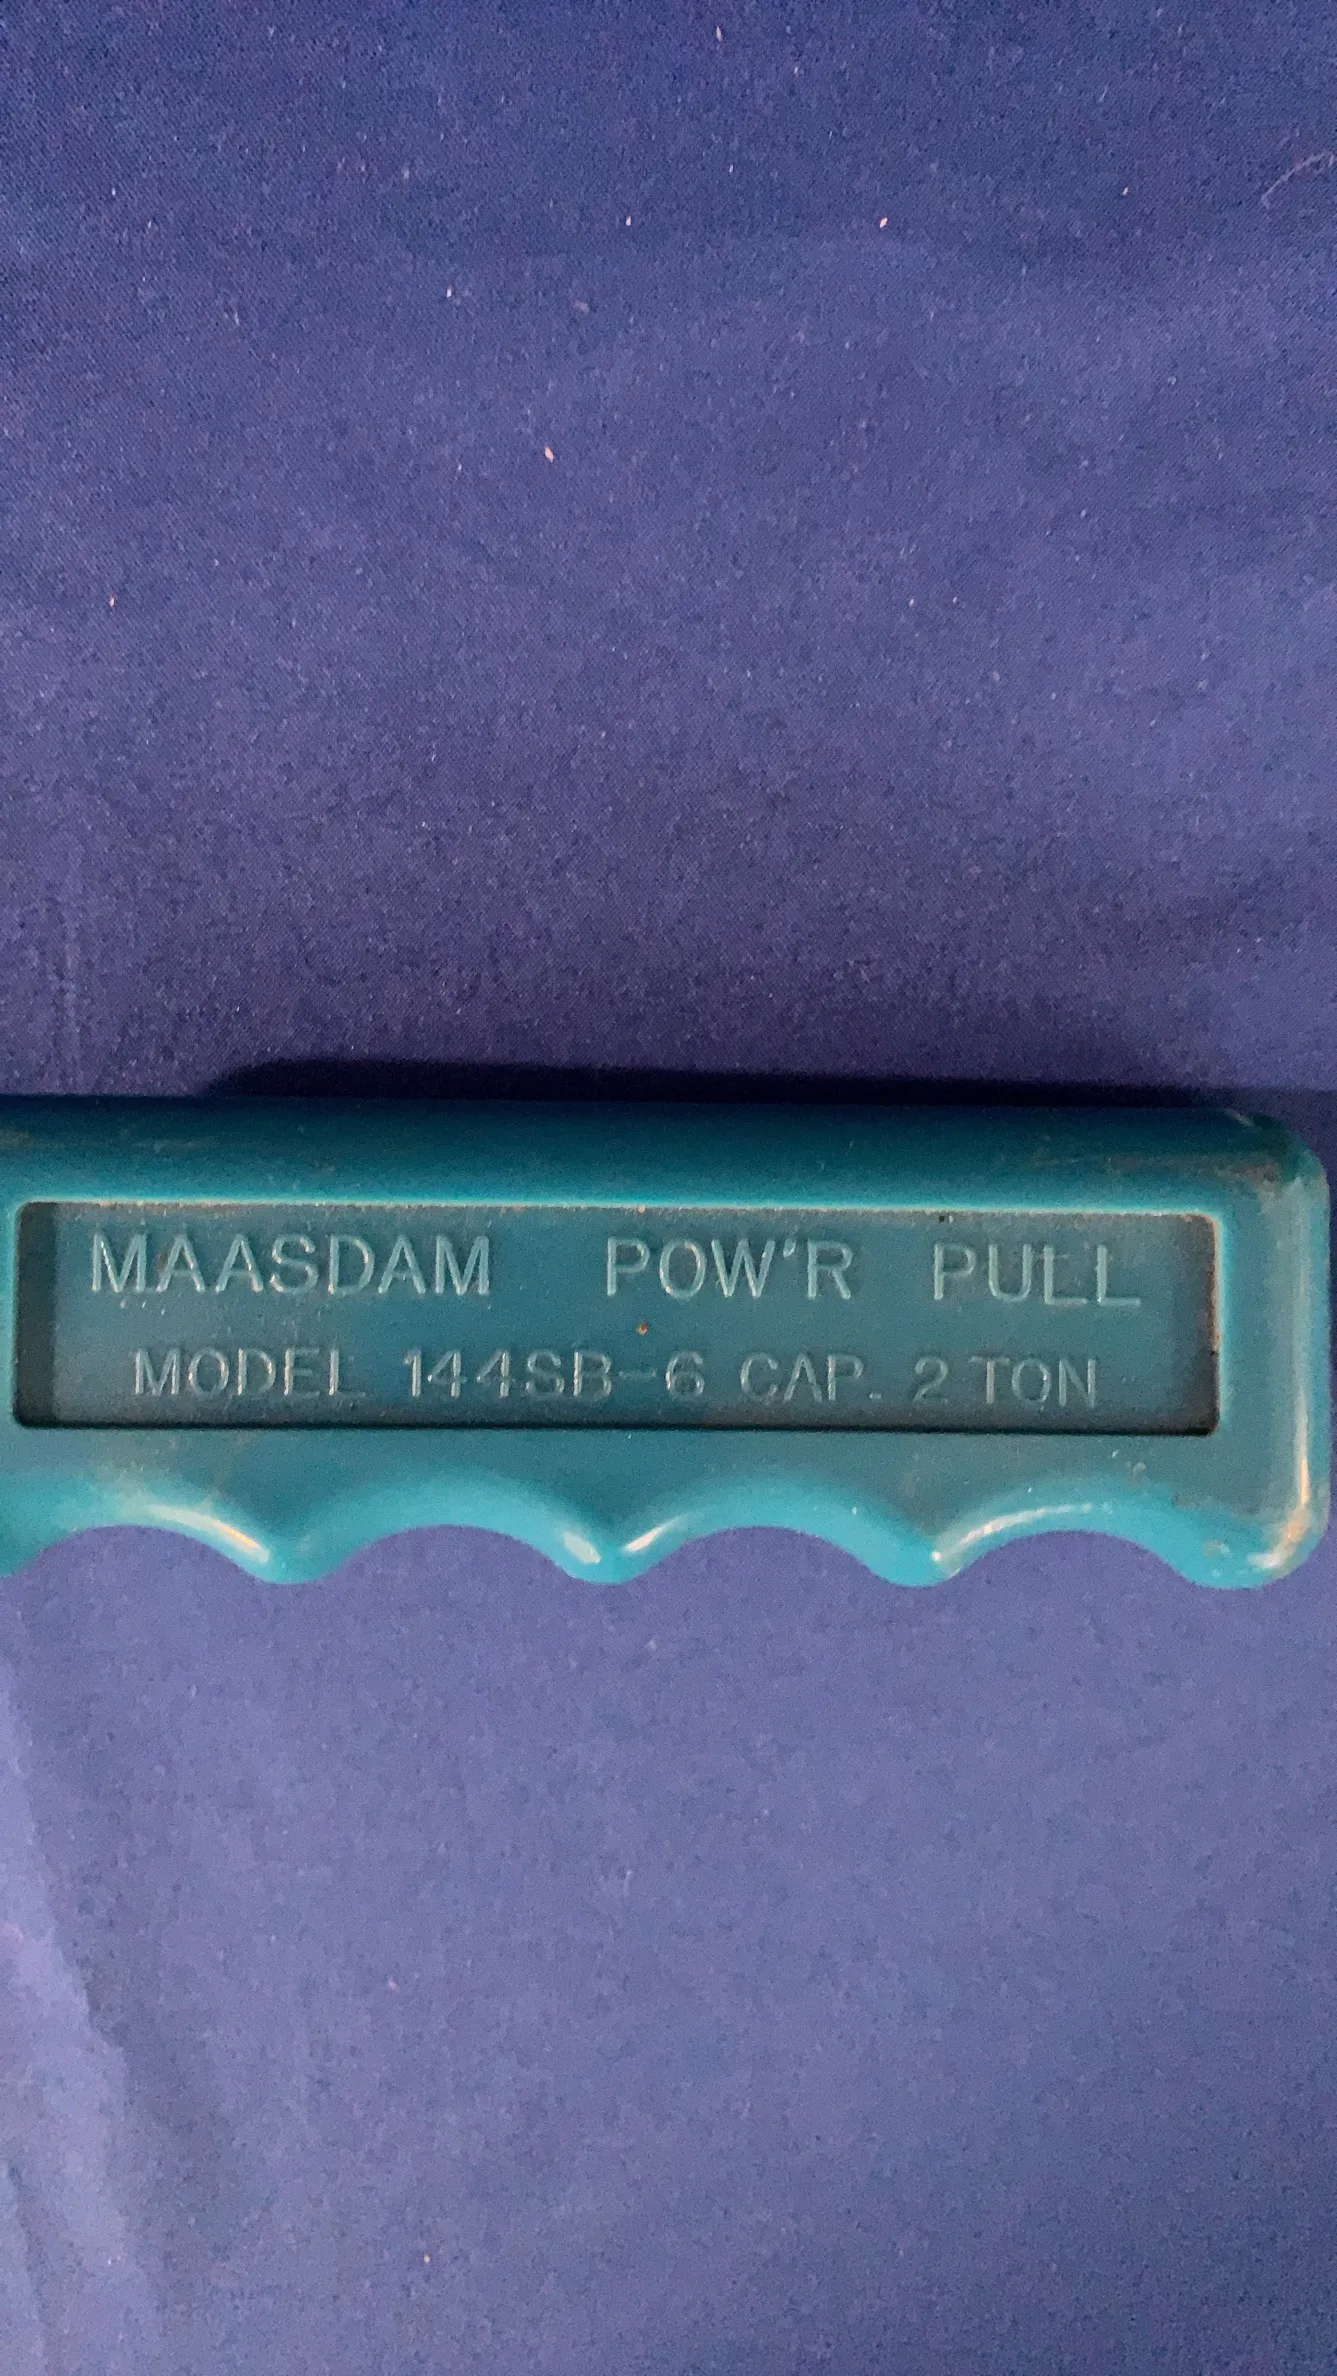 MAASDAM POW'R PULL
MODEL 144SB-6 CAP. 2 TON